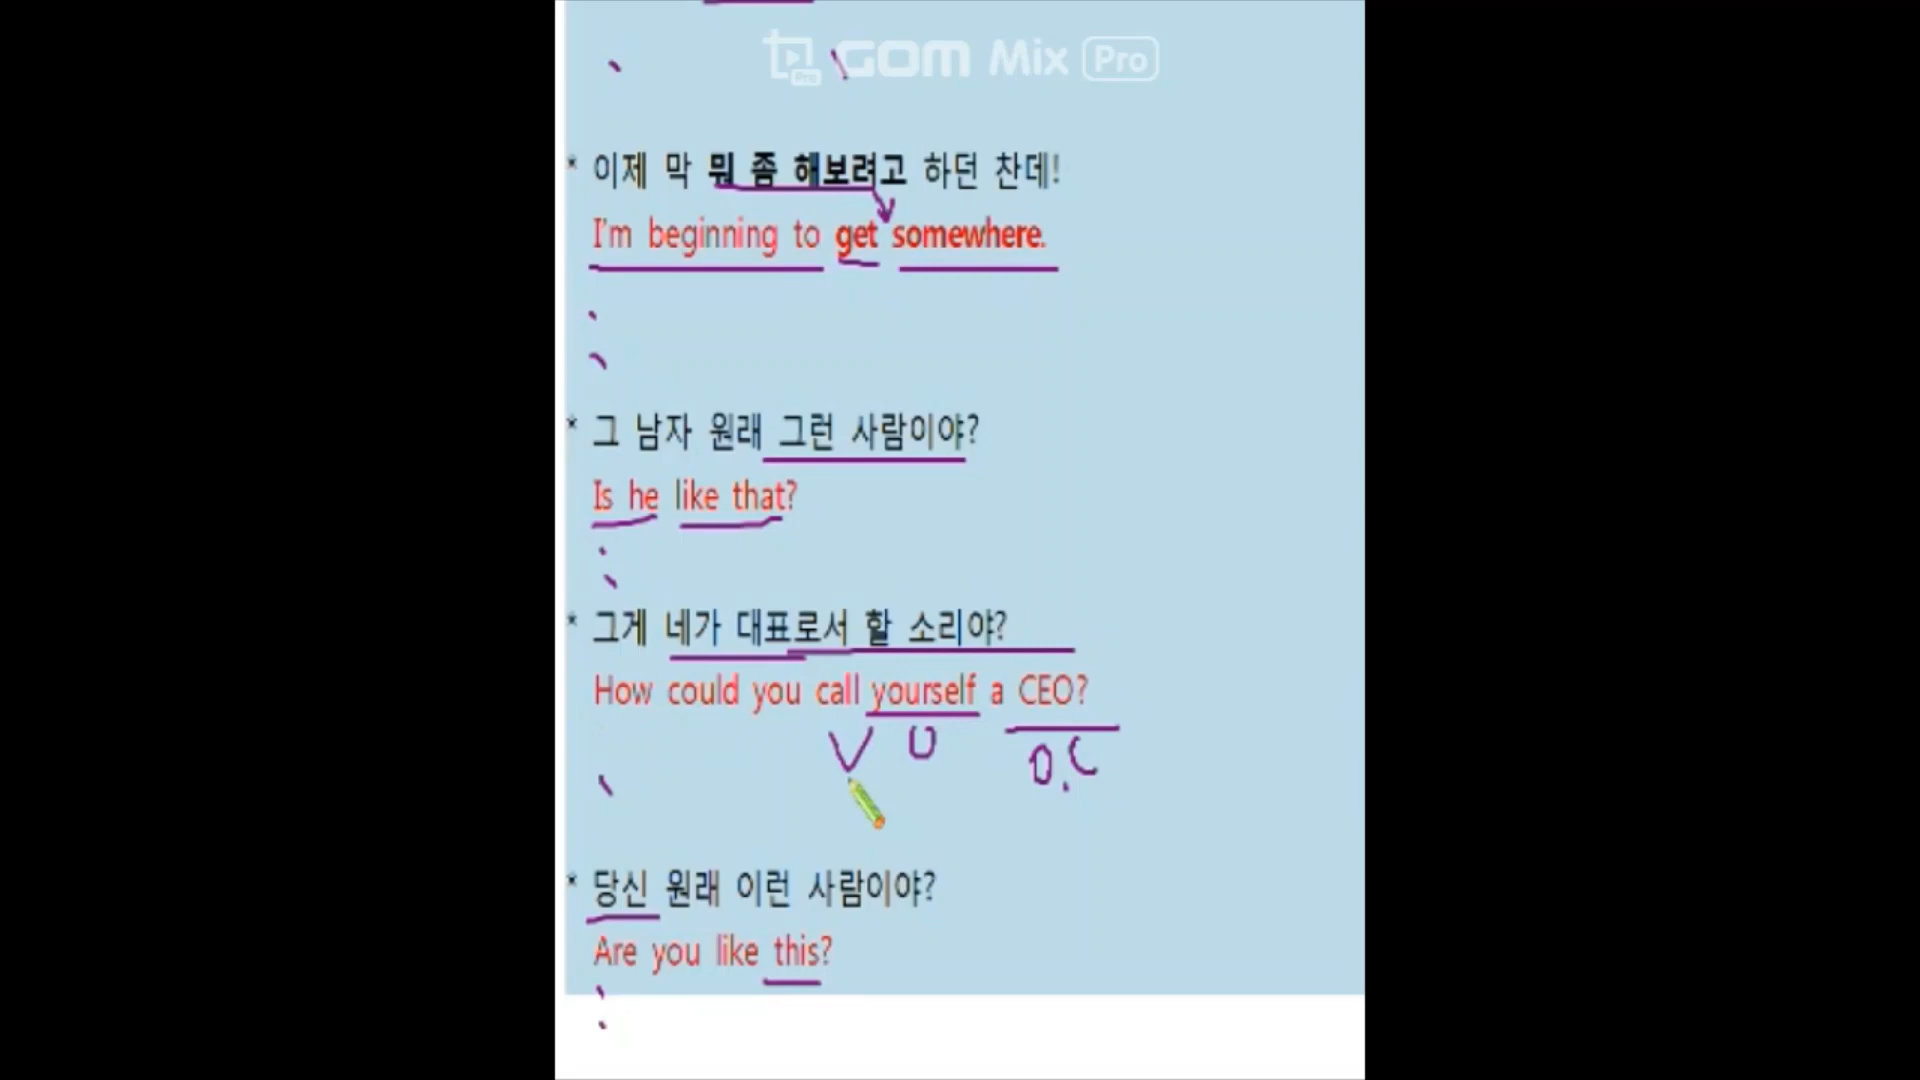 GOM Mix Pro
* 이제 막 뭔 좀 해보려고 하던 찬데!
I'm beginning to get somewhere.
* 그 남자 원래 그런 사람이야?
Is he like that?
* 그게 네가 대표로서 할 소리야?
How could you call yourself a CEO?
V O O.C
* 당신 원래 이런 사람이야?
Are you like this?